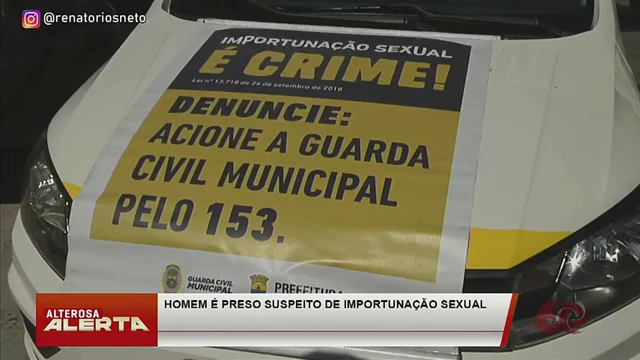 @renatoriosneto
IMPORTUNAÇÃO SEXUAL
É CRIME!
Lei nº 13.718 de 24 de setembro de 2018
DENUNCIE:
ACIONE A GUARDA
CIVIL MUNICIPAL
PELO 153.
GUARDA CIVIL
MUNICIPAL
PREFEITURA
ALTEROSA
ALERTA
HOMEM É PRESO SUSPEITO DE IMPORTUNAÇÃO SEXUAL